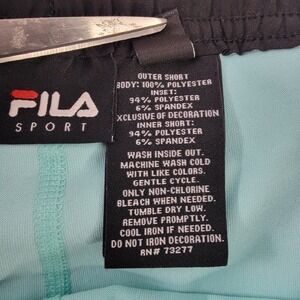 FILA
SPORT
OUTER SHORT
BODY: 100% POLYESTER
INSET:
94% POLYESTER
6% SPANDEX
XCLUSIVE OF DECORATION
INNER SHORT:
94% POLYESTER
6% SPANDEX
WASH INSIDE OUT.
MACHINE WASH COLD
WITH LIKE COLORS.
GENTLE CYCLE.
ONLY NON-CHLORINE
BLEACH WHEN NEEDED.
TUMBLE DRY LOW.
REMOVE PROMPTLY.
COOL IRON IF NEEDED.
DO NOT IRON DECORATION.
RN# 73277